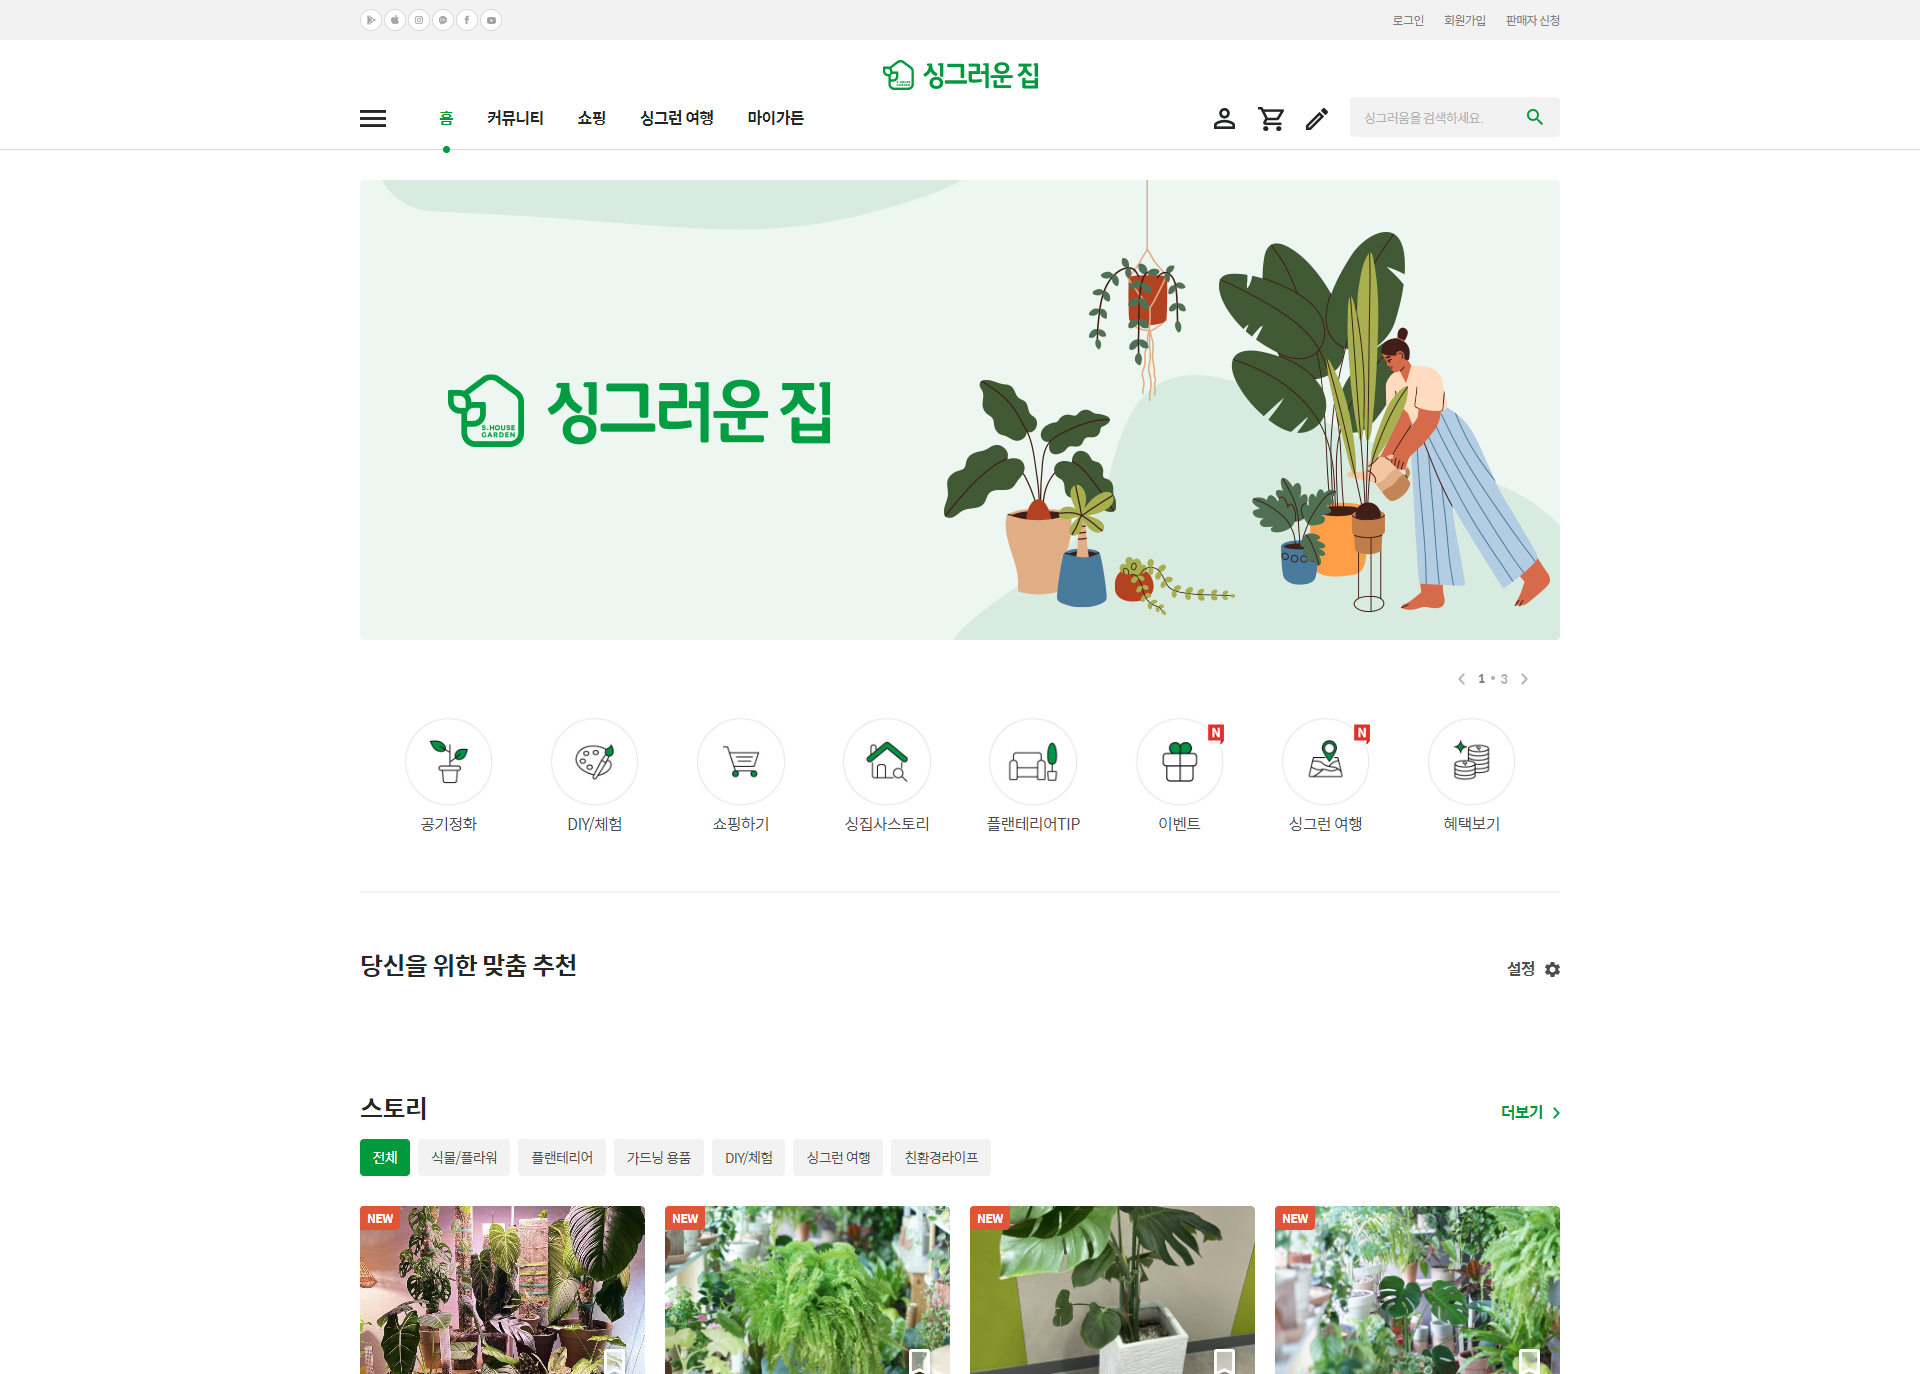 로그인 회원가입 판매자 신청
싱그러운 집
홈 커뮤니티 쇼핑 싱그런 여행 마이가든
싱그러움을 검색하세요.
S.HOUSE
GARDEN
싱그러운 집
1 • 3
N
N
공기정화 DIY/체험 쇼핑하기 싱집사스토리 플랜테리어TIP 이벤트 싱그런 여행 혜택보기
당신을 위한 맞춤 추천
설정
스토리
더보기
전체 식물/플라워 플랜테리어 가드닝 용품 DIY/체험 싱그런 여행 친환경라이프
NEW NEW NEW NEW